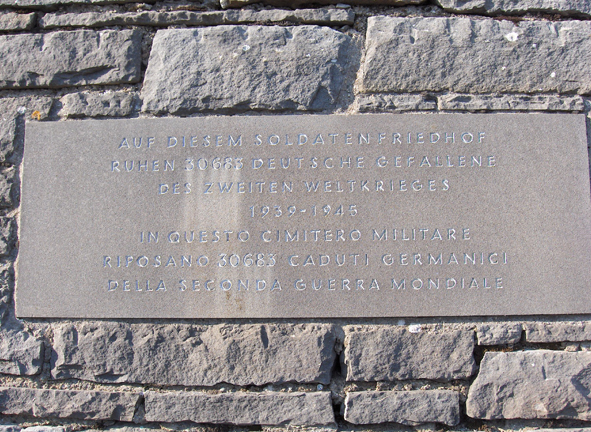 AUF DIESEM SOLDATENFRIEDHOF
RUHEN 30683 DEUTSCHE GEFALLENE
DES ZWEITEN WELTKRIEGES
1939-1945
IN QUESTO CIMITERO MILITARE
RIPOSANO 30683 CADUTI GERMANICI
DELLA SECONDA GUERRA MONDIALE